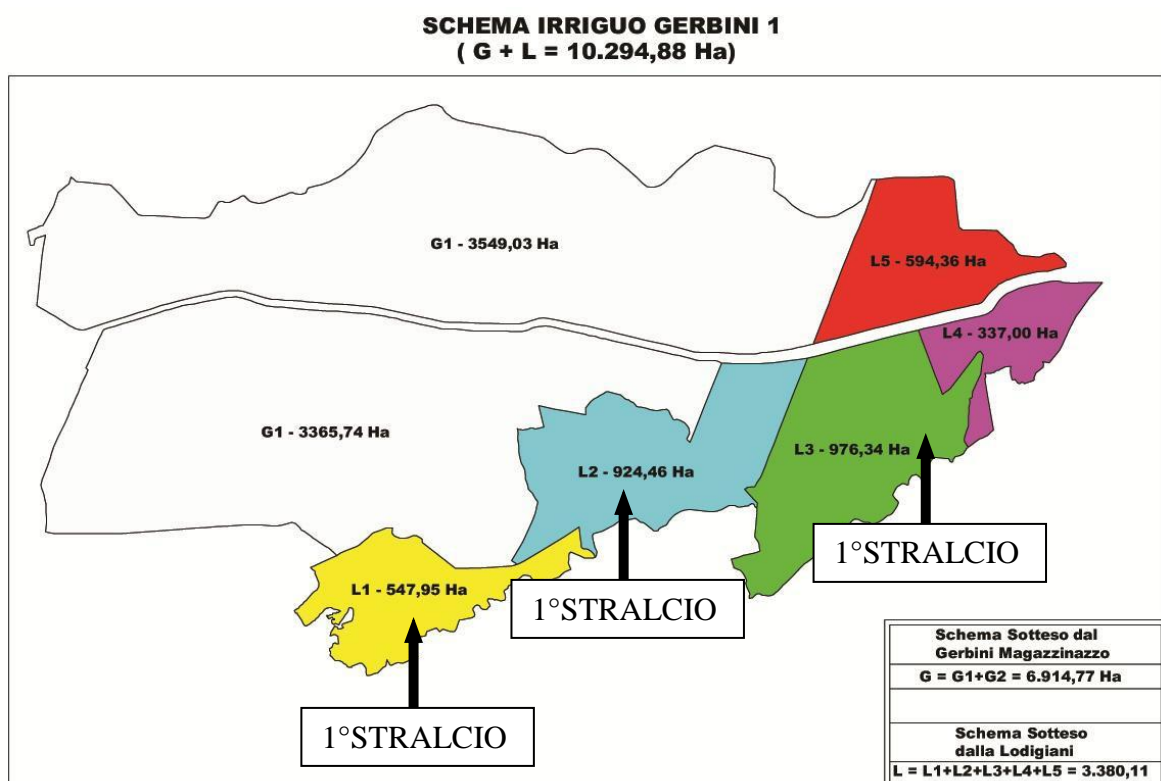 SCHEMA IRRIGUO GERBINI 1
( G + L = 10.294,88 Ha)
G1 - 3549,03 Ha
L5 - 594,36 Ha
L4 - 337,00 Ha
G1 - 3365,74 Ha
L3 - 976,34 Ha
L2 - 924,46 Ha
1°STRALCIO
L1 - 547,95 Ha
1°STRALCIO
1°STRALCIO
Schema Sotteso dal
Gerbini Magazzinazzo
G = G1+G2 = 6.914,77 Ha
Schema Sotteso
dalla Lodigiani
L = L1+L2+L3+L4+L5 = 3.380,11